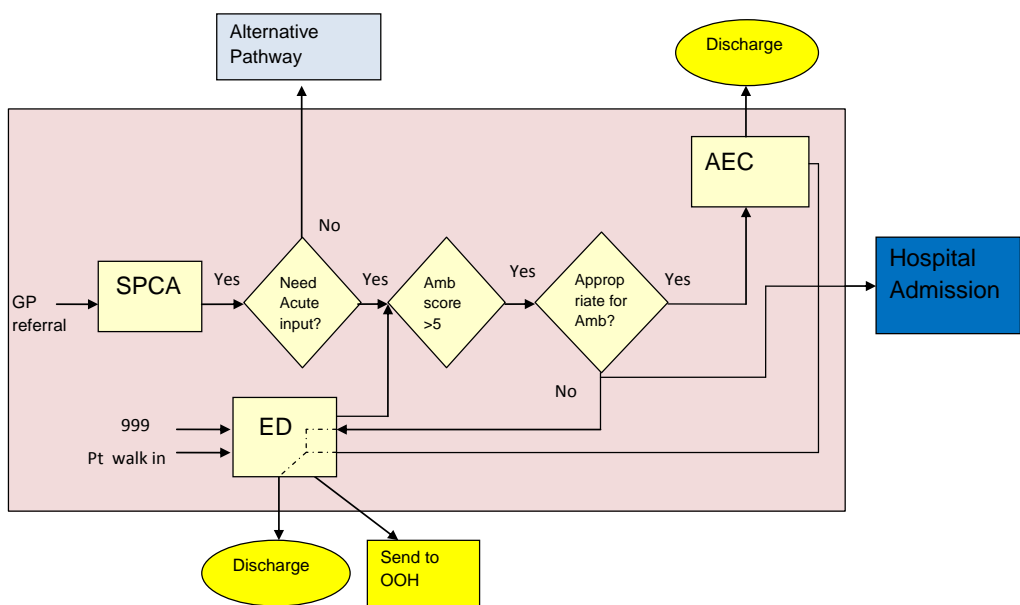 Alternative
Pathway
Discharge
AEC
No
Hospital
Admission
SPCA
Yes
Need
Acute
input?
Yes
Amb
score
>5
Yes
Approp
riate for
Amb?
Yes
GP
referral
No
999
ED
Pt walk in
Discharge
Send to
OOH